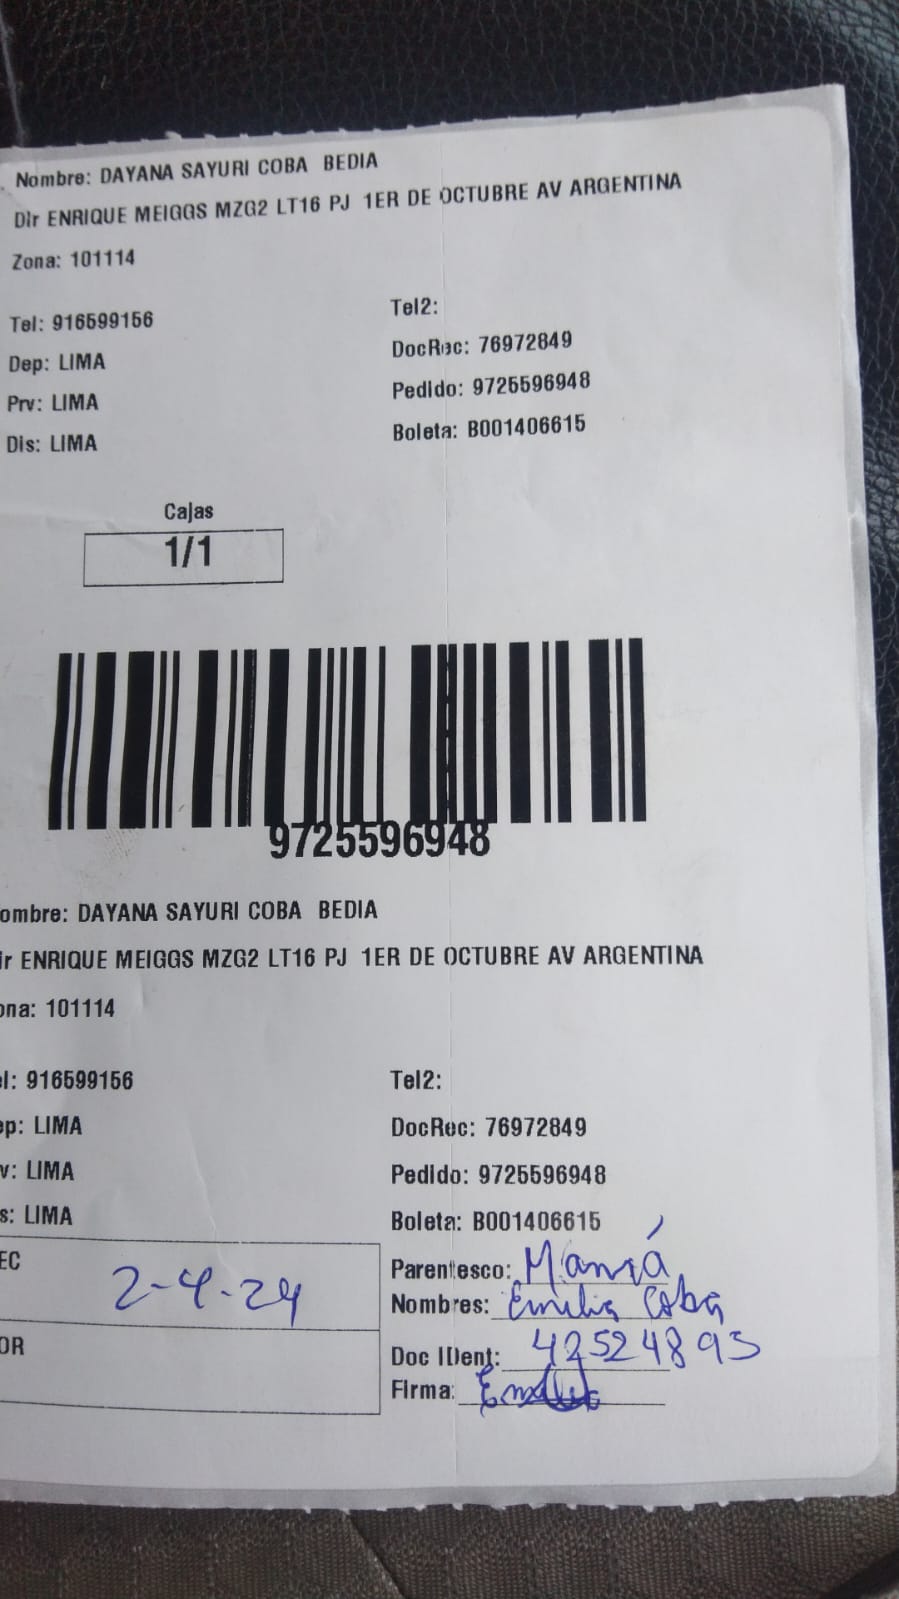 Nombre: DAYANA SAYURI COBA BEDIA
Dir ENRIQUE MEIGGS MZG2 LT16 PJ 1ER DE OCTUBRE AV ARGENTINA
Zona: 101114
Tel: 916599156 Tel2:
Dep: LIMA DocRec: 76972849
Prv: LIMA Pedido: 9725596948
Dis: LIMA Boleta: B001406615
Cajas
1/1
9725596948
ombre: DAYANA SAYURI COBA BEDIA
ir ENRIQUE MEIGGS MZG2 LT16 PJ 1ER DE OCTUBRE AV ARGENTINA
ona: 101114
el: 916599156 Tel2:
ep: LIMA DocRec: 76972849
v: LIMA Pedido: 9725596948
s: LIMA Boleta: B001406615
EC 2-4-24 Parentesco: Mamá
Nombres: Emilia Coba
OR Doc IDent: 42524893
Firma: